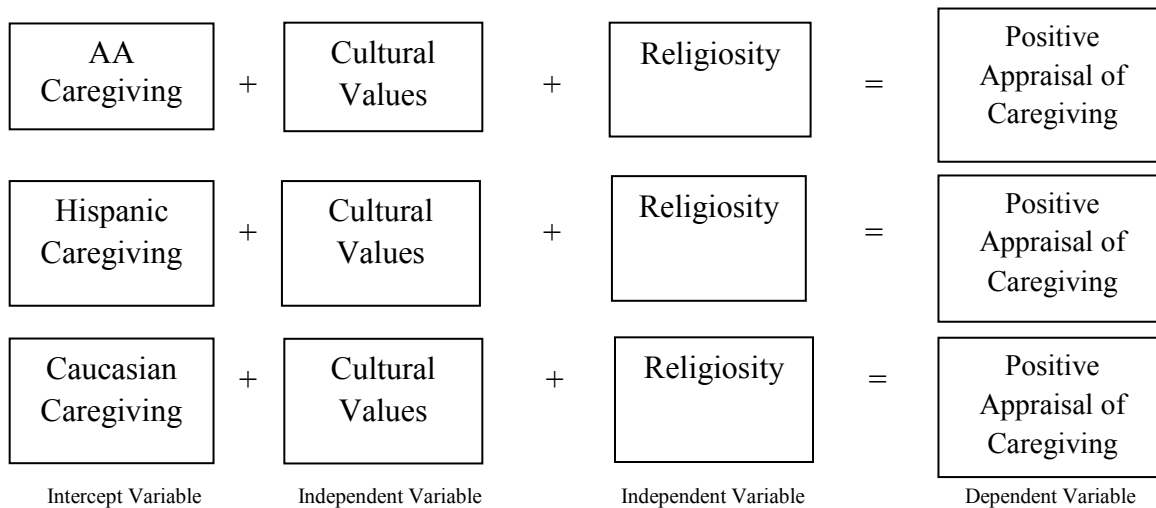 AA
Caregiving
+
Cultural
Values
+
Religiosity
=
Positive
Appraisal of
Caregiving
Hispanic
Caregiving
+
Cultural
Values
+
Religiosity
=
Positive
Appraisal of
Caregiving
Caucasian
Caregiving
+
Cultural
Values
+
Religiosity
=
Positive
Appraisal of
Caregiving
Intercept Variable
Independent Variable
Independent Variable
Dependent Variable